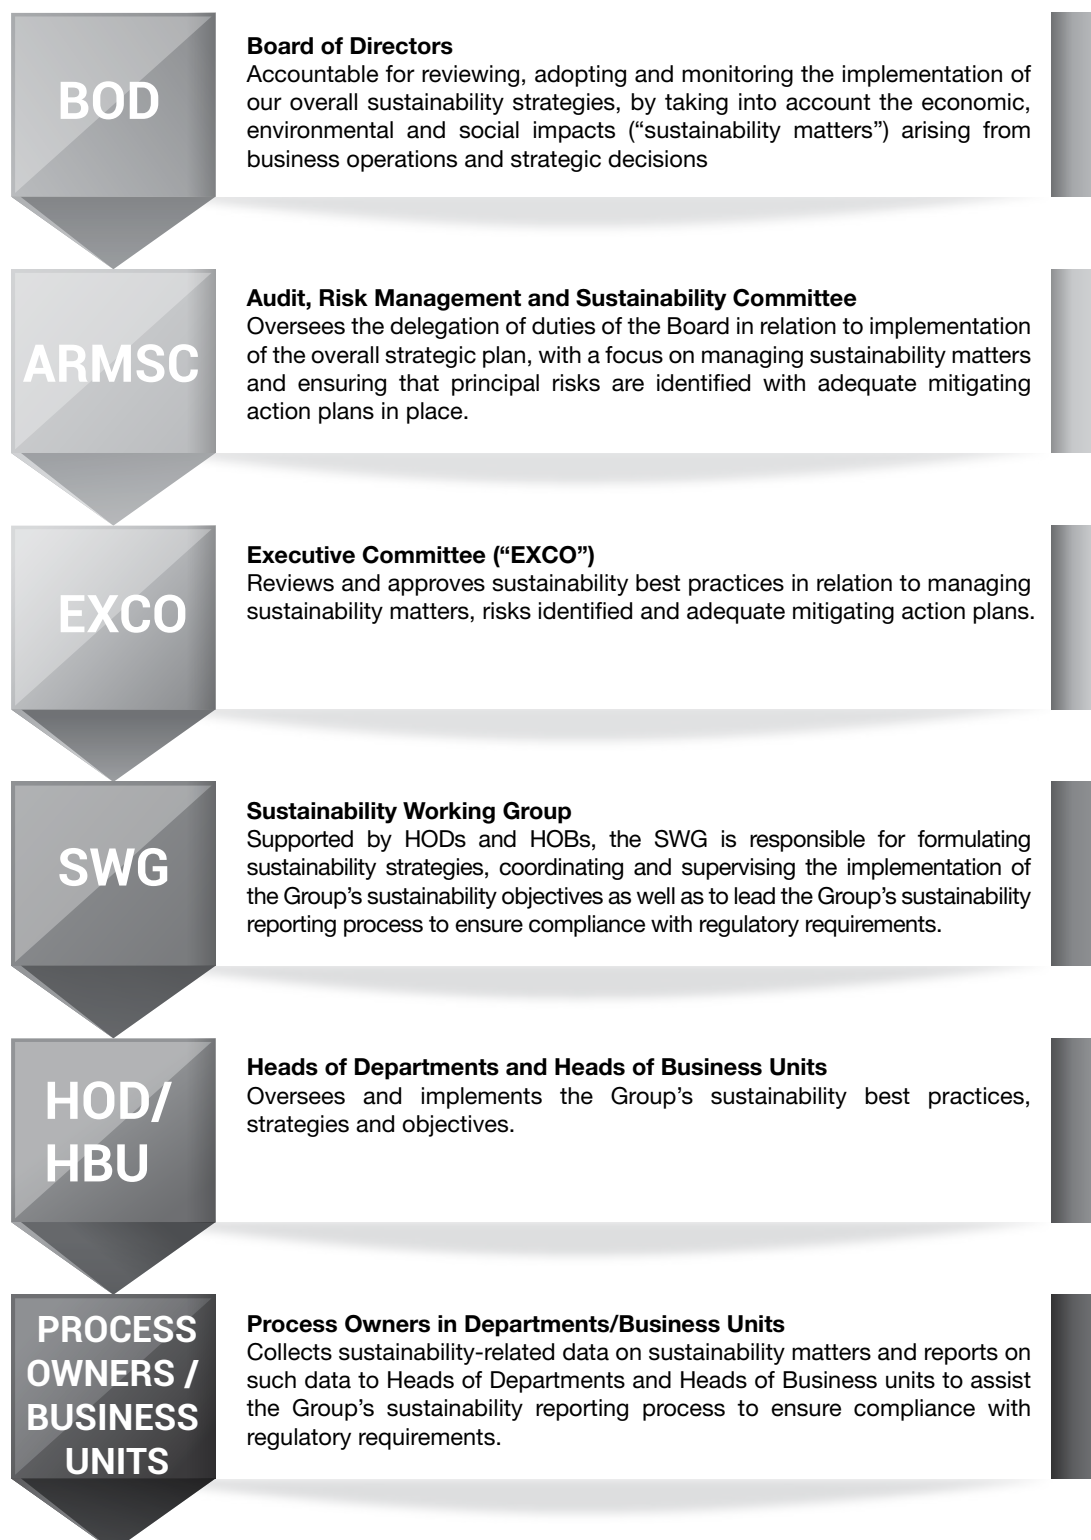 BOD
Board of Directors
Accountable for reviewing, adopting and monitoring the implementation of
our overall sustainability strategies, by taking into account the economic,
environmental and social impacts (“sustainability matters”) arising from
business operations and strategic decisions
ARMSC
Audit, Risk Management and Sustainability Committee
Oversees the delegation of duties of the Board in relation to implementation
of the overall strategic plan, with a focus on managing sustainability matters
and ensuring that principal risks are identified with adequate mitigating
action plans in place.
EXCO
Executive Committee (“EXCO”)
Reviews and approves sustainability best practices in relation to managing
sustainability matters, risks identified and adequate mitigating action plans.
SWG
Sustainability Working Group
Supported by HODs and HOBs, the SWG is responsible for formulating
sustainability strategies, coordinating and supervising the implementation of
the Group’s sustainability objectives as well as to lead the Group’s sustainability
reporting process to ensure compliance with regulatory requirements.
HOD/
HBU
Heads of Departments and Heads of Business Units
Oversees and implements the Group’s sustainability best practices,
strategies and objectives.
PROCESS
OWNERS /
BUSINESS
UNITS
Process Owners in Departments/Business Units
Collects sustainability-related data on sustainability matters and reports on
such data to Heads of Departments and Heads of Business units to assist
the Group’s sustainability reporting process to ensure compliance with
regulatory requirements.